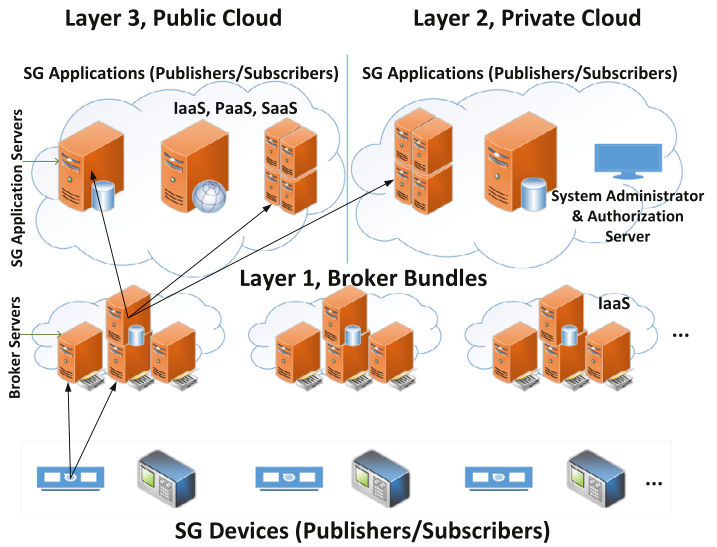 Layer 3, Public Cloud
Layer 2, Private Cloud
SG Applications (Publishers/Subscribers)
SG Applications (Publishers/Subscribers)
IaaS, PaaS, SaaS
SG Application Servers
System Administrator
& Authorization
Server
Layer 1, Broker Bundles
IaaS
Broker Servers
...
...
SG Devices (Publishers/Subscribers)